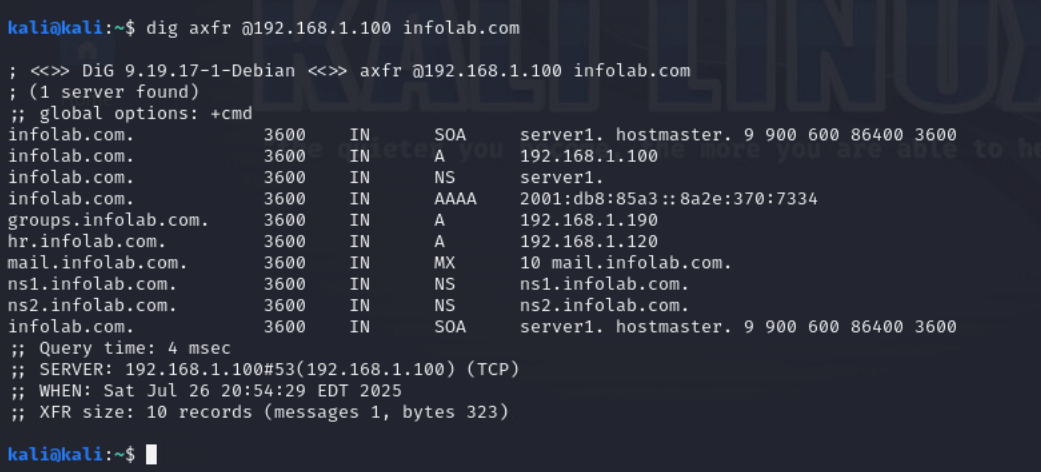 KALI LINUX
kali@kali:~$ dig axfr @192.168.1.100 infolab.com
; <<>> DiG 9.19.17-1-Debian <<>> axfr @192.168.1.100 infolab.com
; (1 server found)
;; global options: +cmd
infolab.com. 3600 IN SOA server1. hostmaster. 9 900 600 86400 3600
infolab.com. 3600 IN A 192.168.1.100
infolab.com. 3600 IN NS server1.
infolab.com. 3600 IN AAAA 2001:db8:85a3::8a2e:370:7334
groups.infolab.com. 3600 IN A 192.168.1.190
hr.infolab.com. 3600 IN A 192.168.1.120
mail.infolab.com. 3600 IN MX 10 mail.infolab.com.
ns1.infolab.com. 3600 IN NS ns1.infolab.com.
ns2.infolab.com. 3600 IN NS ns2.infolab.com.
infolab.com. 3600 IN SOA server1. hostmaster. 9 900 600 86400 3600
;; Query time: 4 msec
;; SERVER: 192.168.1.100#53(192.168.1.100) (TCP)
;; WHEN: Sat Jul 26 20:54:29 EDT 2025
;; XFR size: 10 records (messages 1, bytes 323)
kali@kali:~$